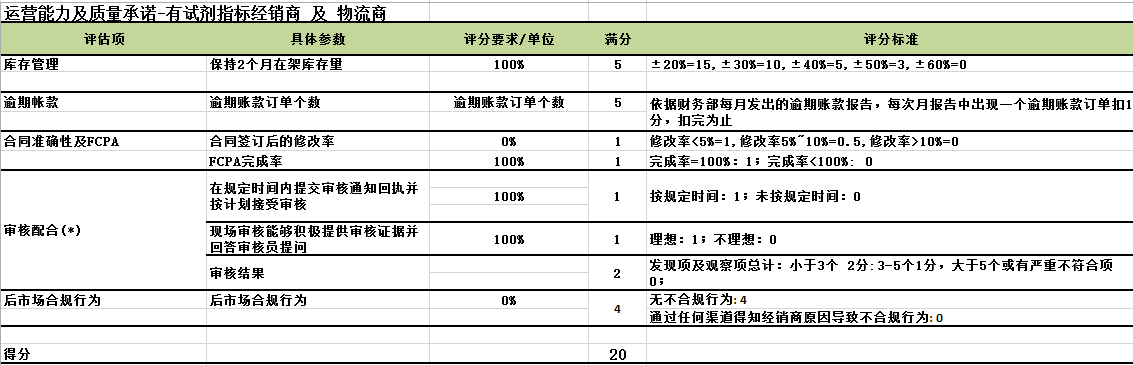 运营能力及质量承诺-有试剂指标经销商 及 物流商
评估项 具体参数 评分要求/单位 满分 评分标准
库存管理 保持2个月在架库存量 100% 5 ±20%=15,±30%=10,±40%=5,±50%=3,±60%=0
逾期帐款 逾期账款订单个数 逾期账款订单个数 5 依据财务部每月发出的逾期账款报告，每次月报告中出现一个逾期账款订单扣1
分，扣完为止
合同准确性及FCPA 合同签订后的修改率 0% 1 修改率<5%=1,修改率5%~10%=0.5,修改率>10%=0
FCPA完成率 100% 1 完成率=100%: 1; 完成率<100%: 0
审核配合(*) 在规定时间内提交审核通知回执并
按计划接受审核 100% 1 按规定时间: 1; 未按规定时间: 0
现场审核能够积极提供审核证据并
回答审核员提问 100% 1 理想: 1; 不理想: 0
审核结果 2 发现项及观察项总计: 小于3个 2分:3-5个1分，大于5个或有严重不符合项
0;
后市场合规行为 后市场合规行为 0% 4 无不合规行为:4
通过任何渠道得知经销商原因导致不合规行为:0
得分 20